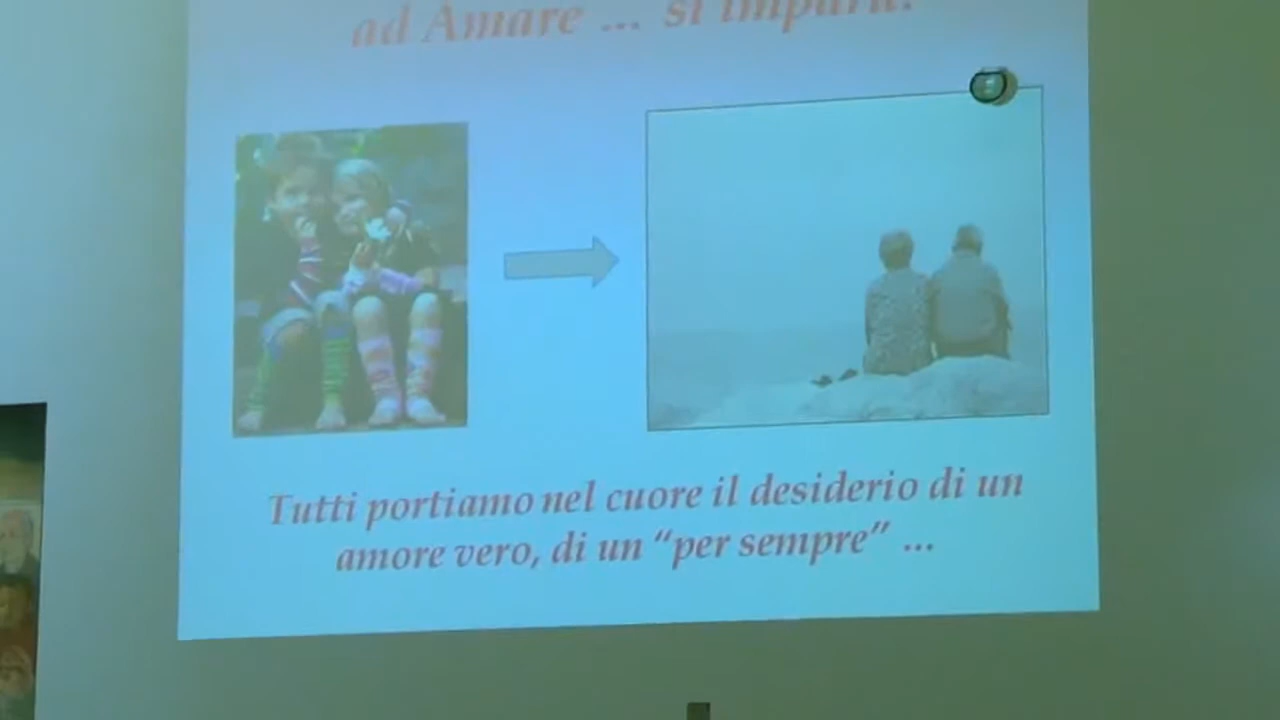 ad Amare ... si impara!
Tutti portiamo nel cuore il desiderio di un
amore vero, di un “per sempre” ...